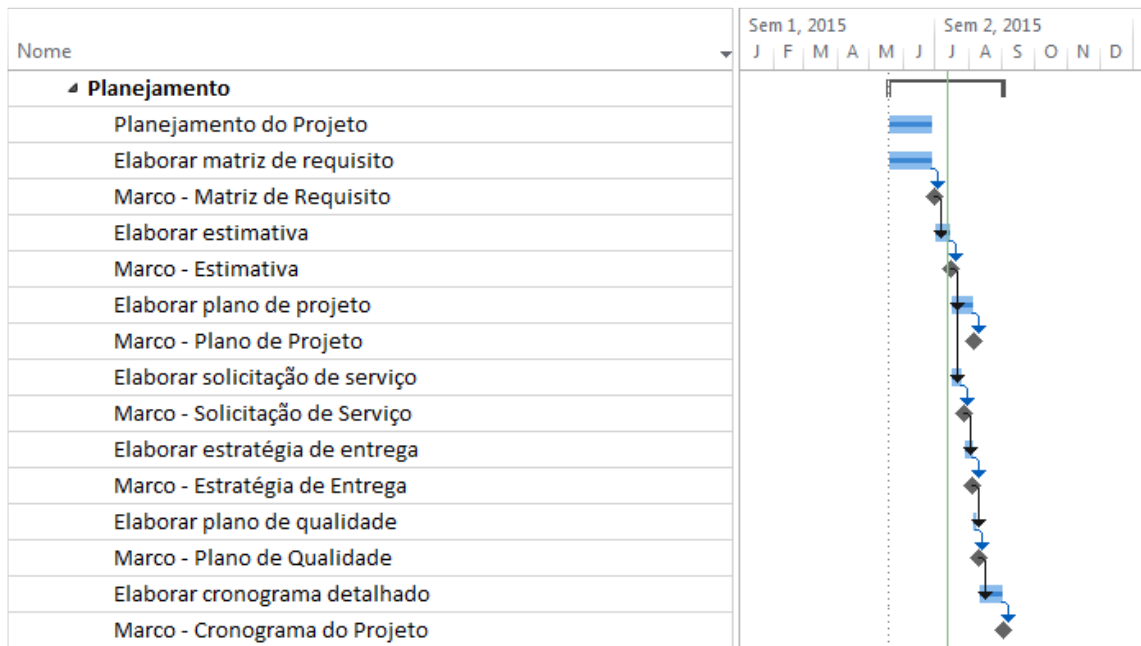 Sem 1, 2015 Sem 2, 2015
Nome J F M A M J J A S O N D
Planejamento
Planejamento do Projeto
Elaborar matriz de requisito
Marco - Matriz de Requisito
Elaborar estimativa
Marco - Estimativa
Elaborar plano de projeto
Marco - Plano de Projeto
Elaborar solicitação de serviço
Marco - Solicitação de Serviço
Elaborar estratégia de entrega
Marco - Estratégia de Entrega
Elaborar plano de qualidade
Marco - Plano de Qualidade
Elaborar cronograma detalhado
Marco - Cronograma do Projeto